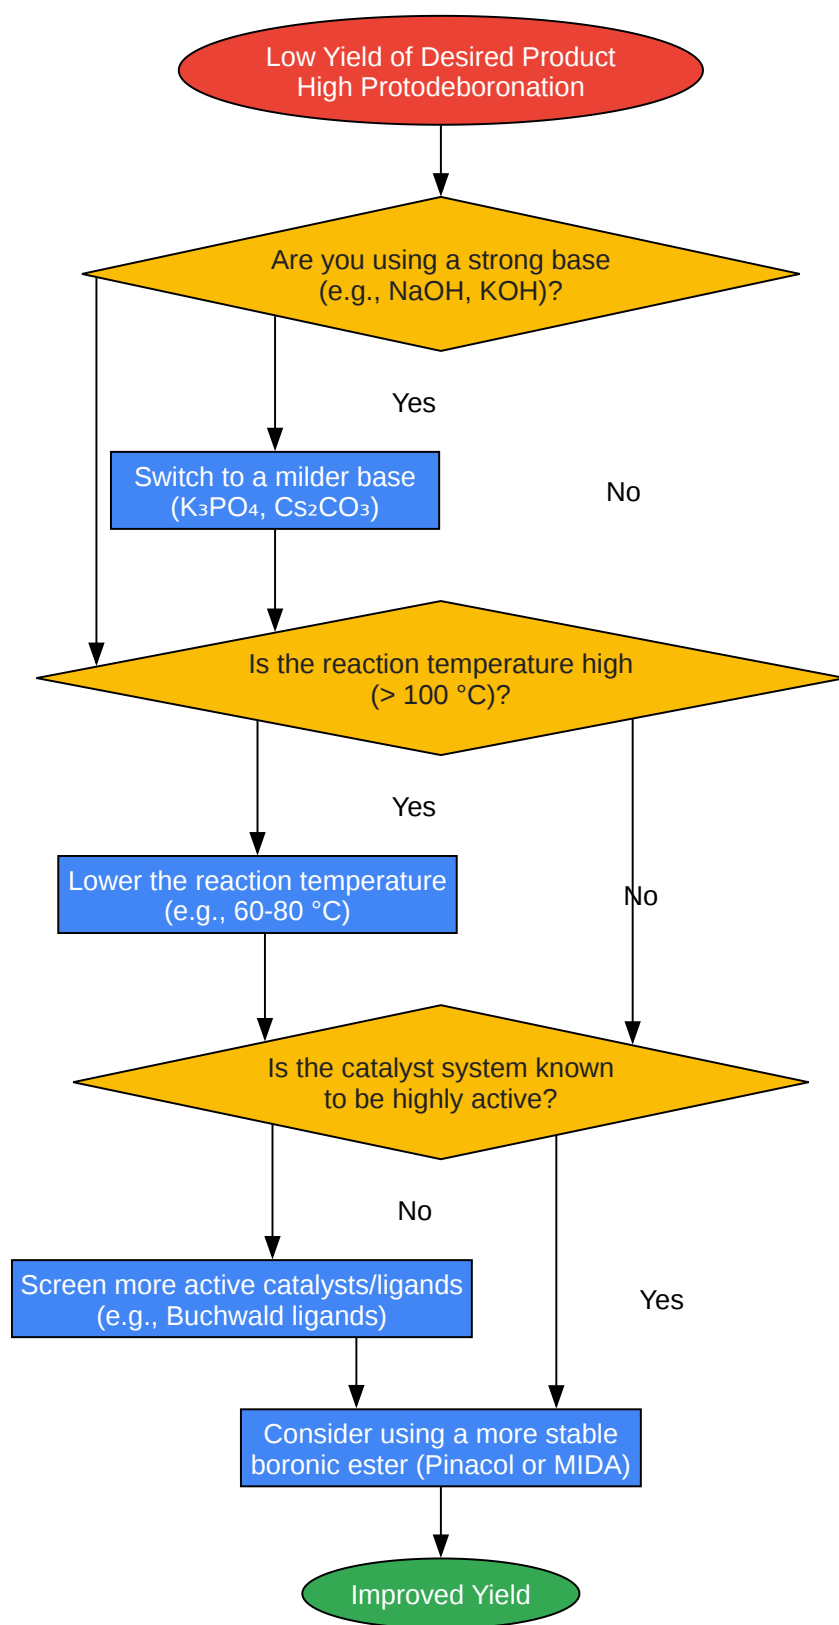 Low Yield of Desired Product
High Protodeboronation
Are you using a strong base
(e.g., NaOH, KOH)?
Yes
Switch to a milder base
(K₃PO₄, Cs₂CO₃)
No
Is the reaction temperature high
(> 100 °C)?
Yes
Lower the reaction temperature
(e.g., 60-80 °C)
No
Is the catalyst system known
to be highly active?
No
Screen more active catalysts/ligands
(e.g., Buchwald ligands)
Yes
Consider using a more stable
boronic ester (Pinacol or MIDA)
Improved Yield